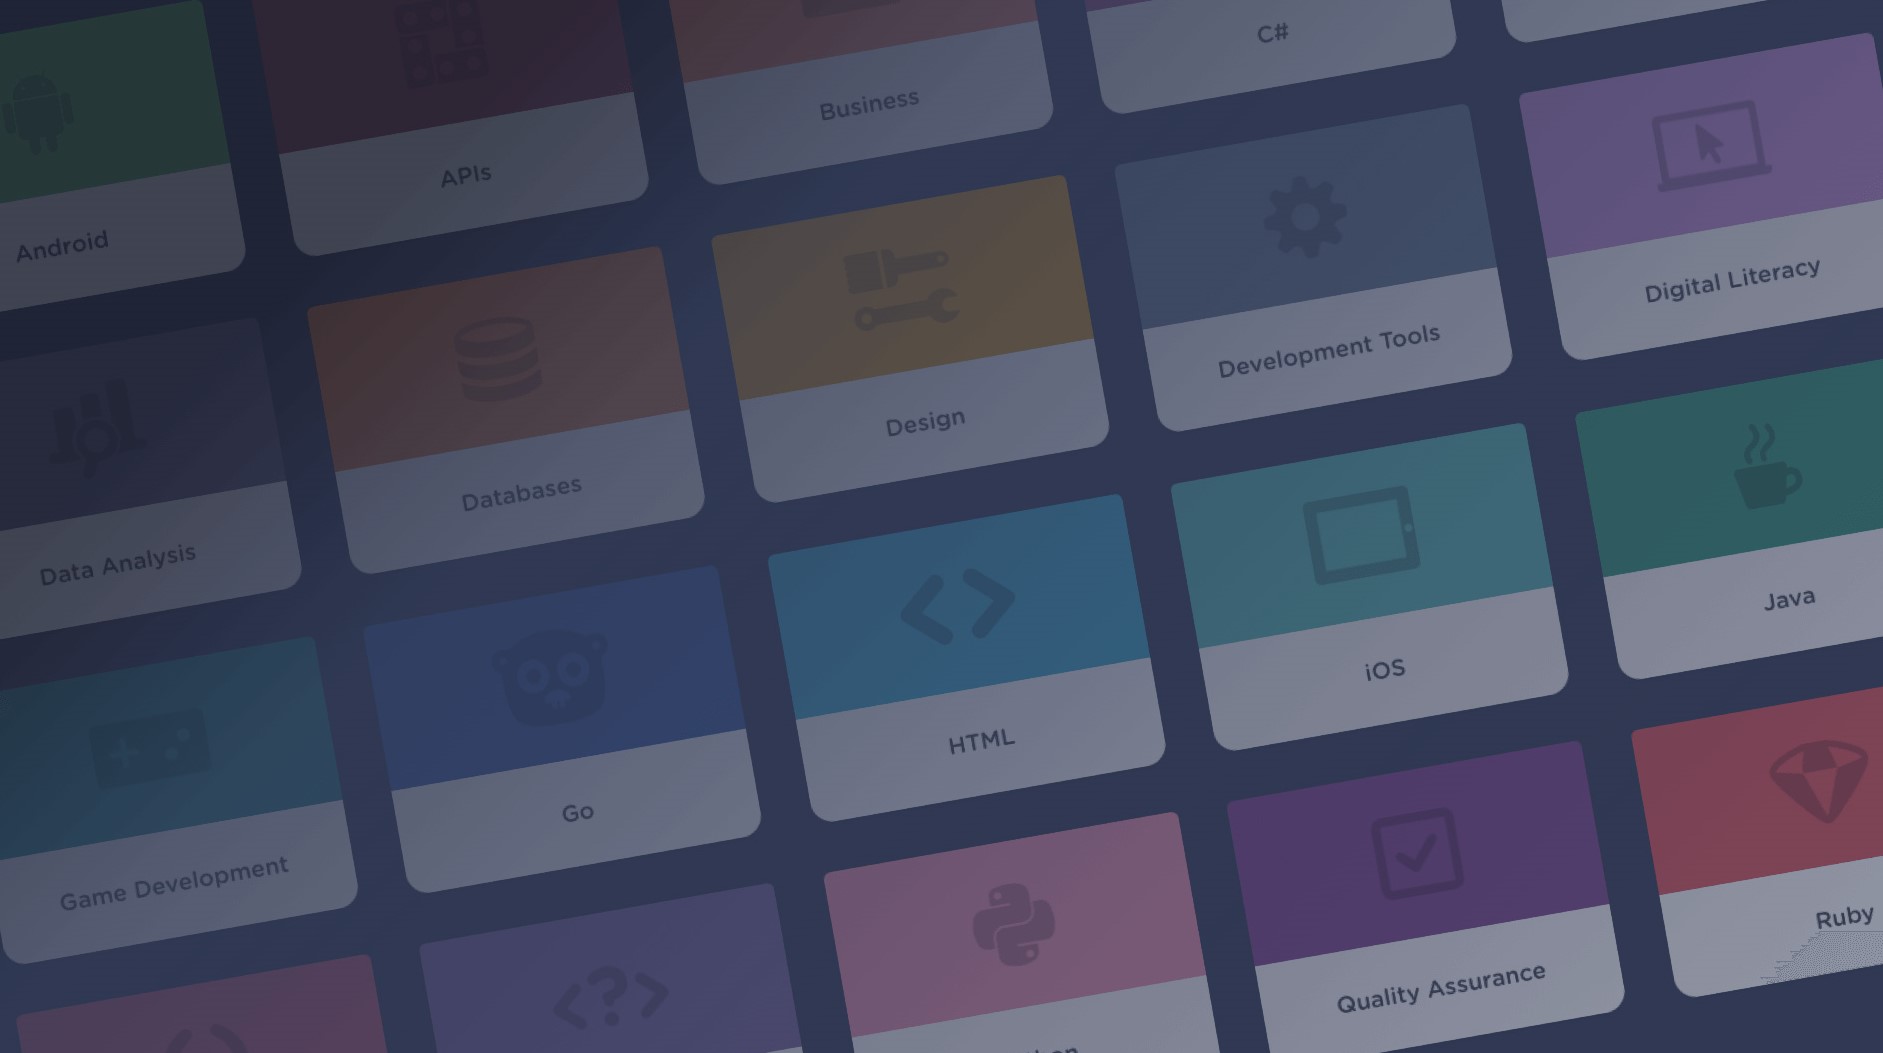 Android
APIs
Business
C#
Data Analysis
Databases
Design
Development Tools
Digital Literacy
Game Development
Go
HTML
iOS
Java
Quality Assurance
Ruby